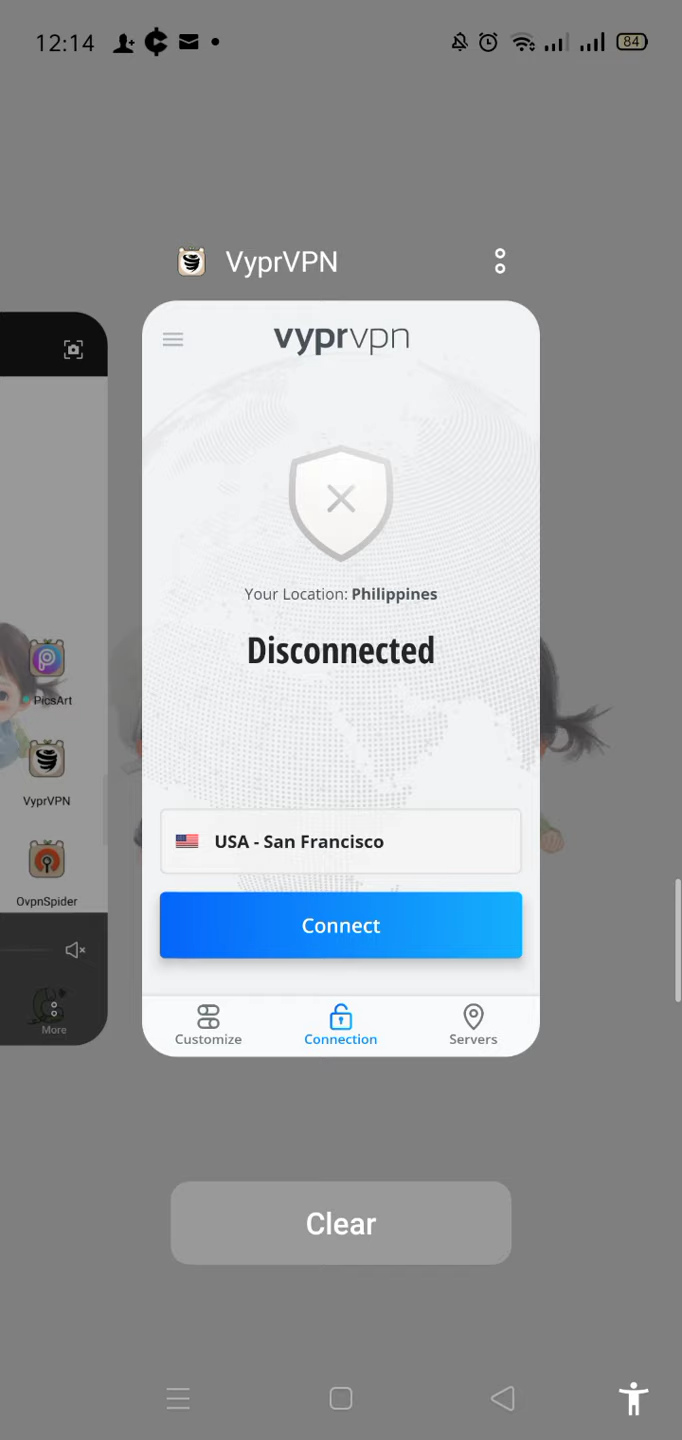 12:14
84
VyprVPN
vyprvpn
Your Location: Philippines
Disconnected
PicsArt
VyprVPN
USA - San Francisco
OvpnSpider
Connect
More
Customize
Connection
Servers
Clear